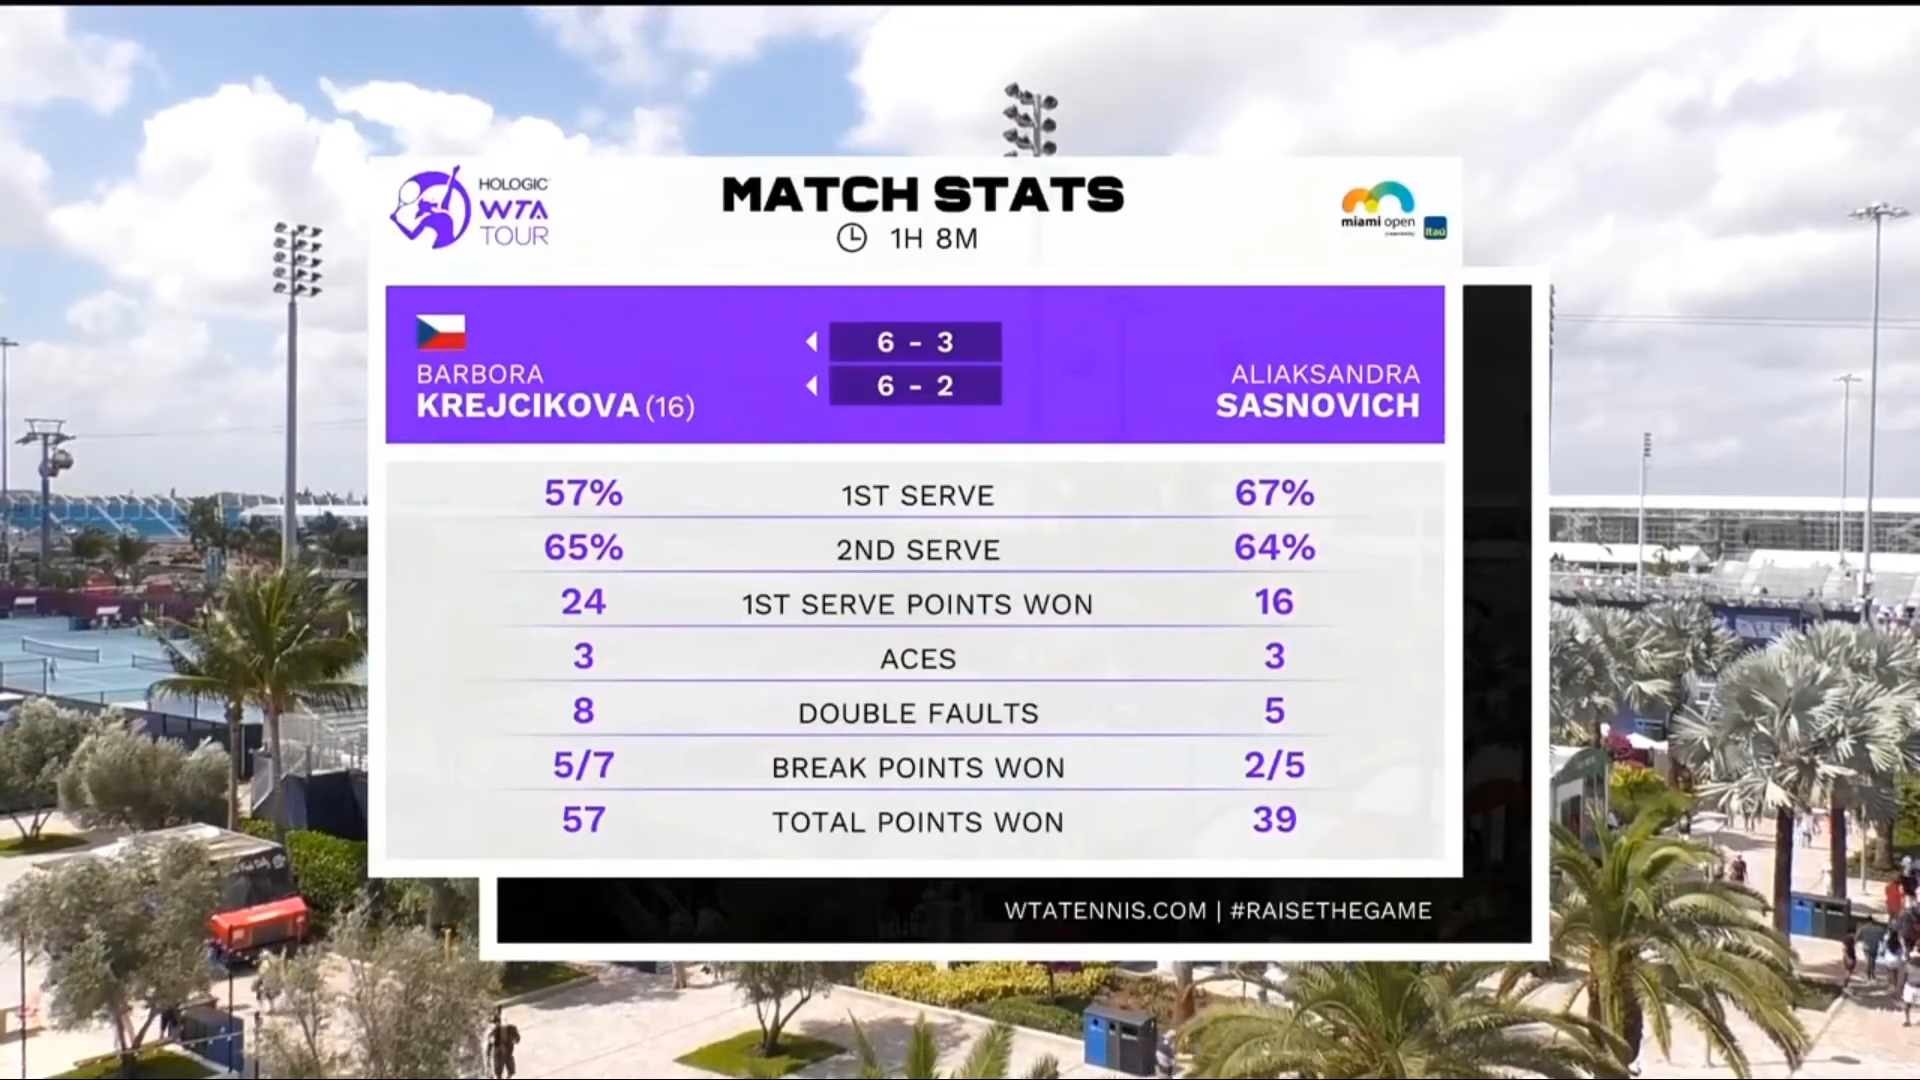 HOLOGIC
WTA
TOUR
MATCH STATS
1H 8M
miami open
Itaú
BARBORA
KREJCIKOVA (16)
6 - 3
6 - 2
ALIAKSANDRA
SASNOVICH
57% 1ST SERVE 67%
65% 2ND SERVE 64%
24 1ST SERVE POINTS WON 16
3 ACES 3
8 DOUBLE FAULTS 5
5/7 BREAK POINTS WON 2/5
57 TOTAL POINTS WON 39
WTATENNIS.COM | #RAISETHEGAME